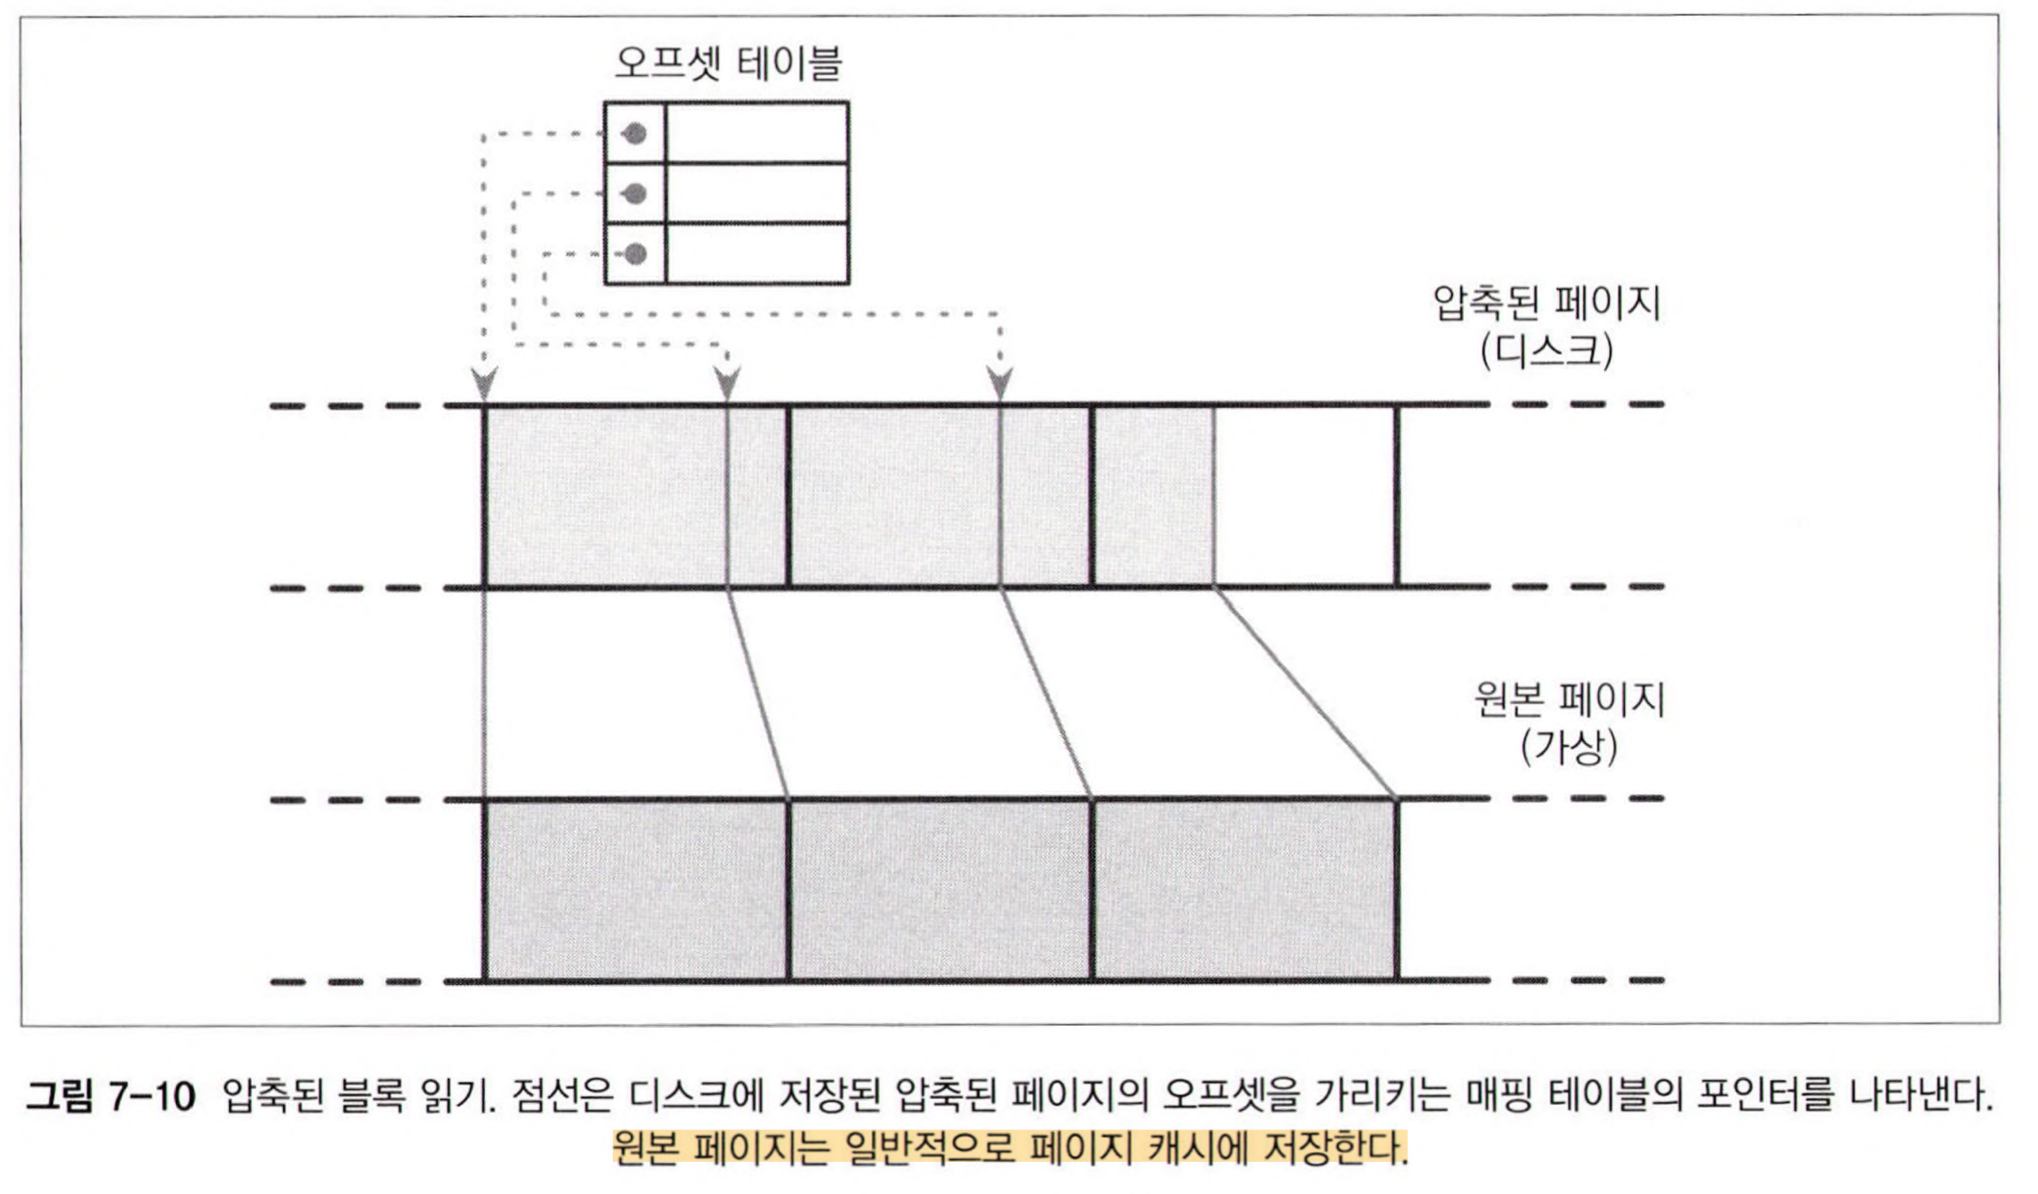 오프셋 테이블
압축된 페이지
(디스크)
원본 페이지
(가상)
그림 7-10 압축된 블록 읽기. 점선은 디스크에 저장된 압축된 페이지의 오프셋을 가리키는 매핑 테이블의 포인터를 나타낸다.
원본 페이지는 일반적으로 페이지 캐시에 저장한다.